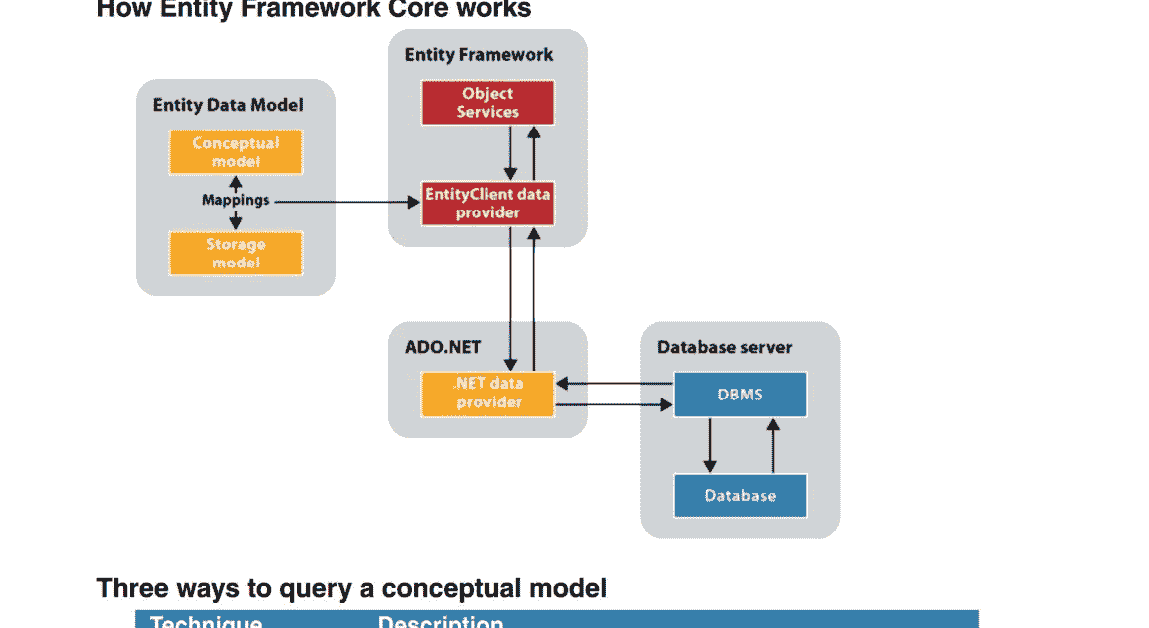 How Entity Framework Core works
Entity Framework
Object
Services
EntityClient data
provider
Entity Data Model
Conceptual
model
Mappings
Storage
model
ADO.NET
.NET data
provider
Database server
DBMS
Database
Three ways to query a conceptual model
Technique Description